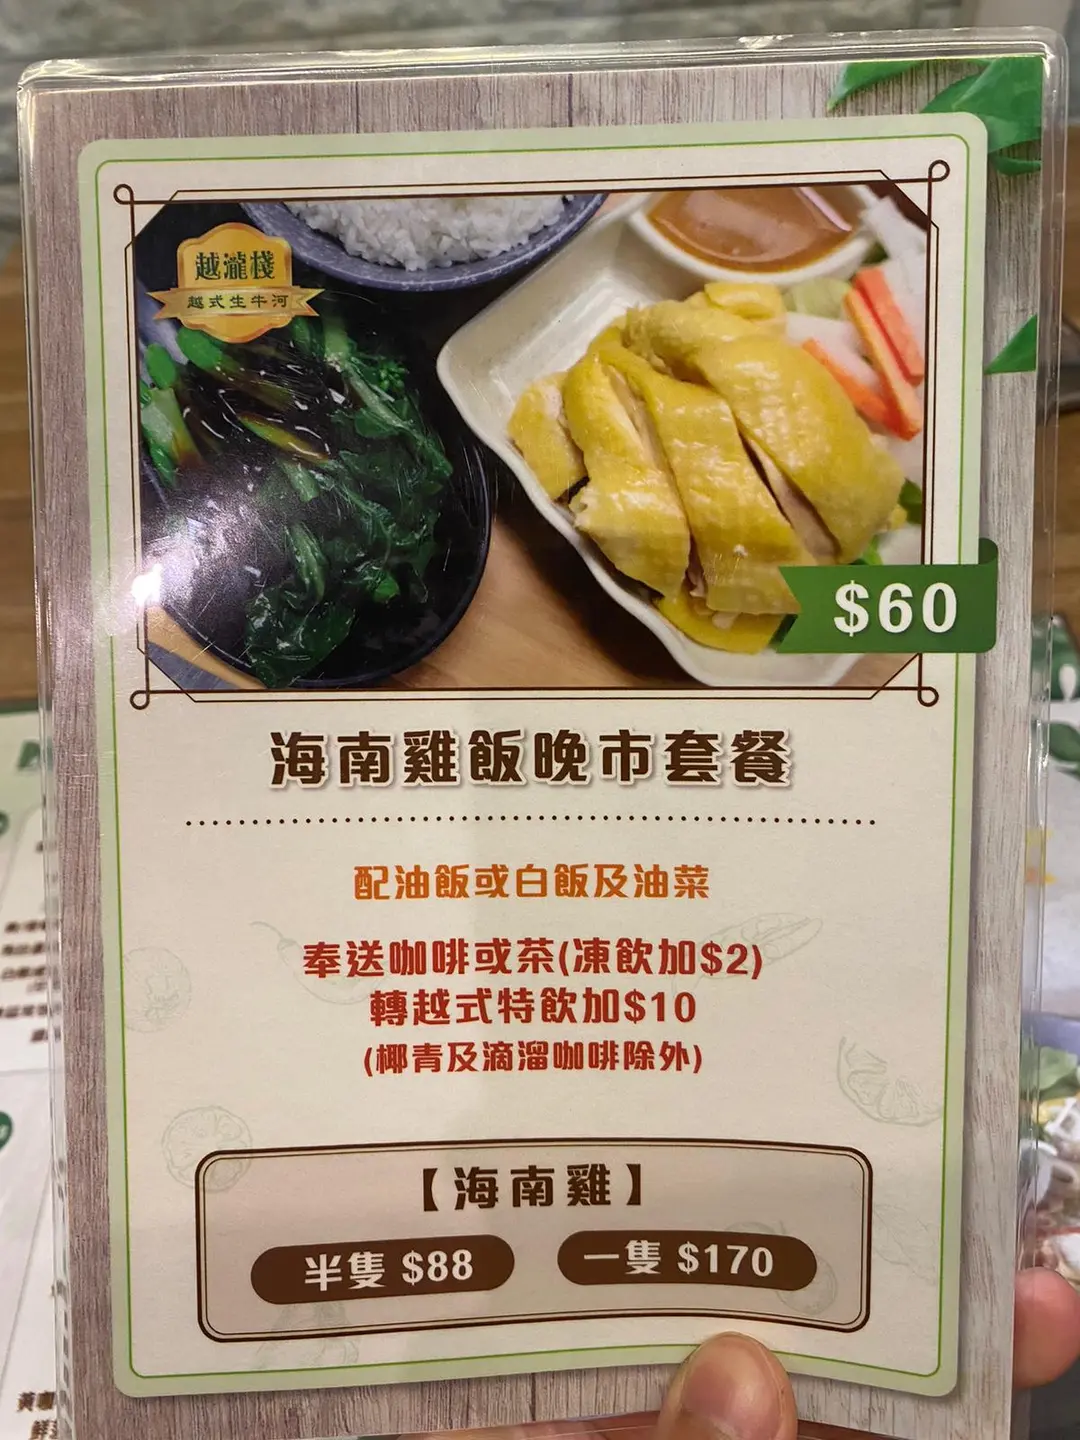 越瀧棧
越式生牛河
$60
海南雞飯晚市套餐
配油飯或白飯及油菜
奉送咖啡或茶(凍飲加$2)
轉越式特飲加$10
(椰青及滴溜咖啡除外)
【海南雞】
半隻 $88
一隻 $170